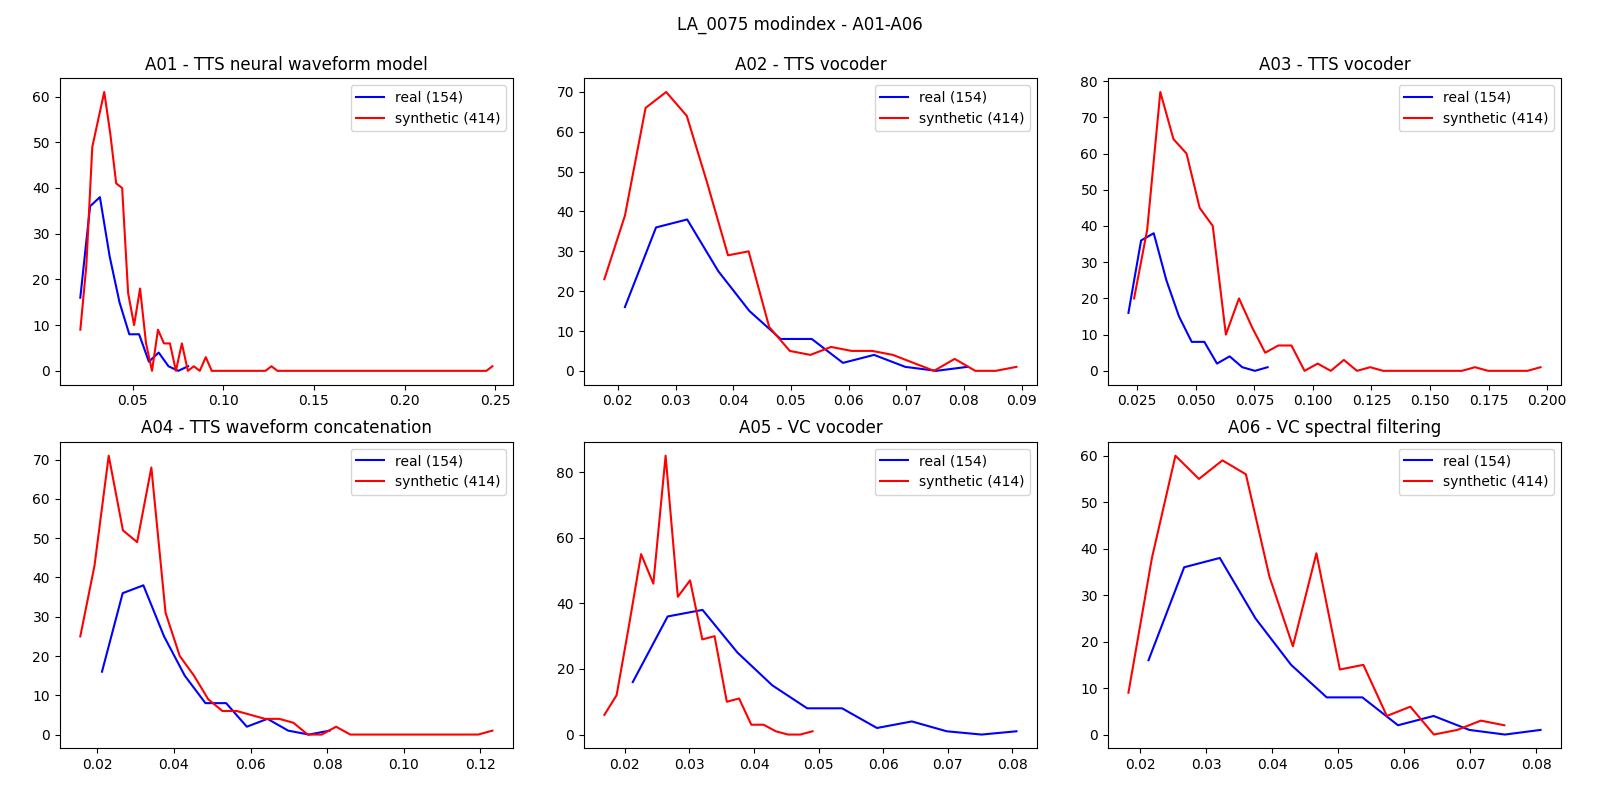 LA_0075 modindex - A01-A06
A01 - TTS neural waveform model
60
50
40
30
20
10
0
0.05 0.10 0.15 0.20 0.25
real (154)
synthetic (414)
A02 - TTS vocoder
70
60
50
40
30
20
10
0
0.02 0.03 0.04 0.05 0.06 0.07 0.08 0.09
real (154)
synthetic (414)
A03 - TTS vocoder
80
70
60
50
40
30
20
10
0
0.025 0.050 0.075 0.100 0.125 0.150 0.175 0.200
real (154)
synthetic (414)
A04 - TTS waveform concatenation
70
60
50
40
30
20
10
0
0.02 0.04 0.06 0.08 0.10 0.12
real (154)
synthetic (414)
A05 - VC vocoder
80
60
40
20
0
0.02 0.03 0.04 0.05 0.06 0.07 0.08
real (154)
synthetic (414)
A06 - VC spectral filtering
60
50
40
30
20
10
0
0.02 0.03 0.04 0.05 0.06 0.07 0.08
real (154)
synthetic (414)